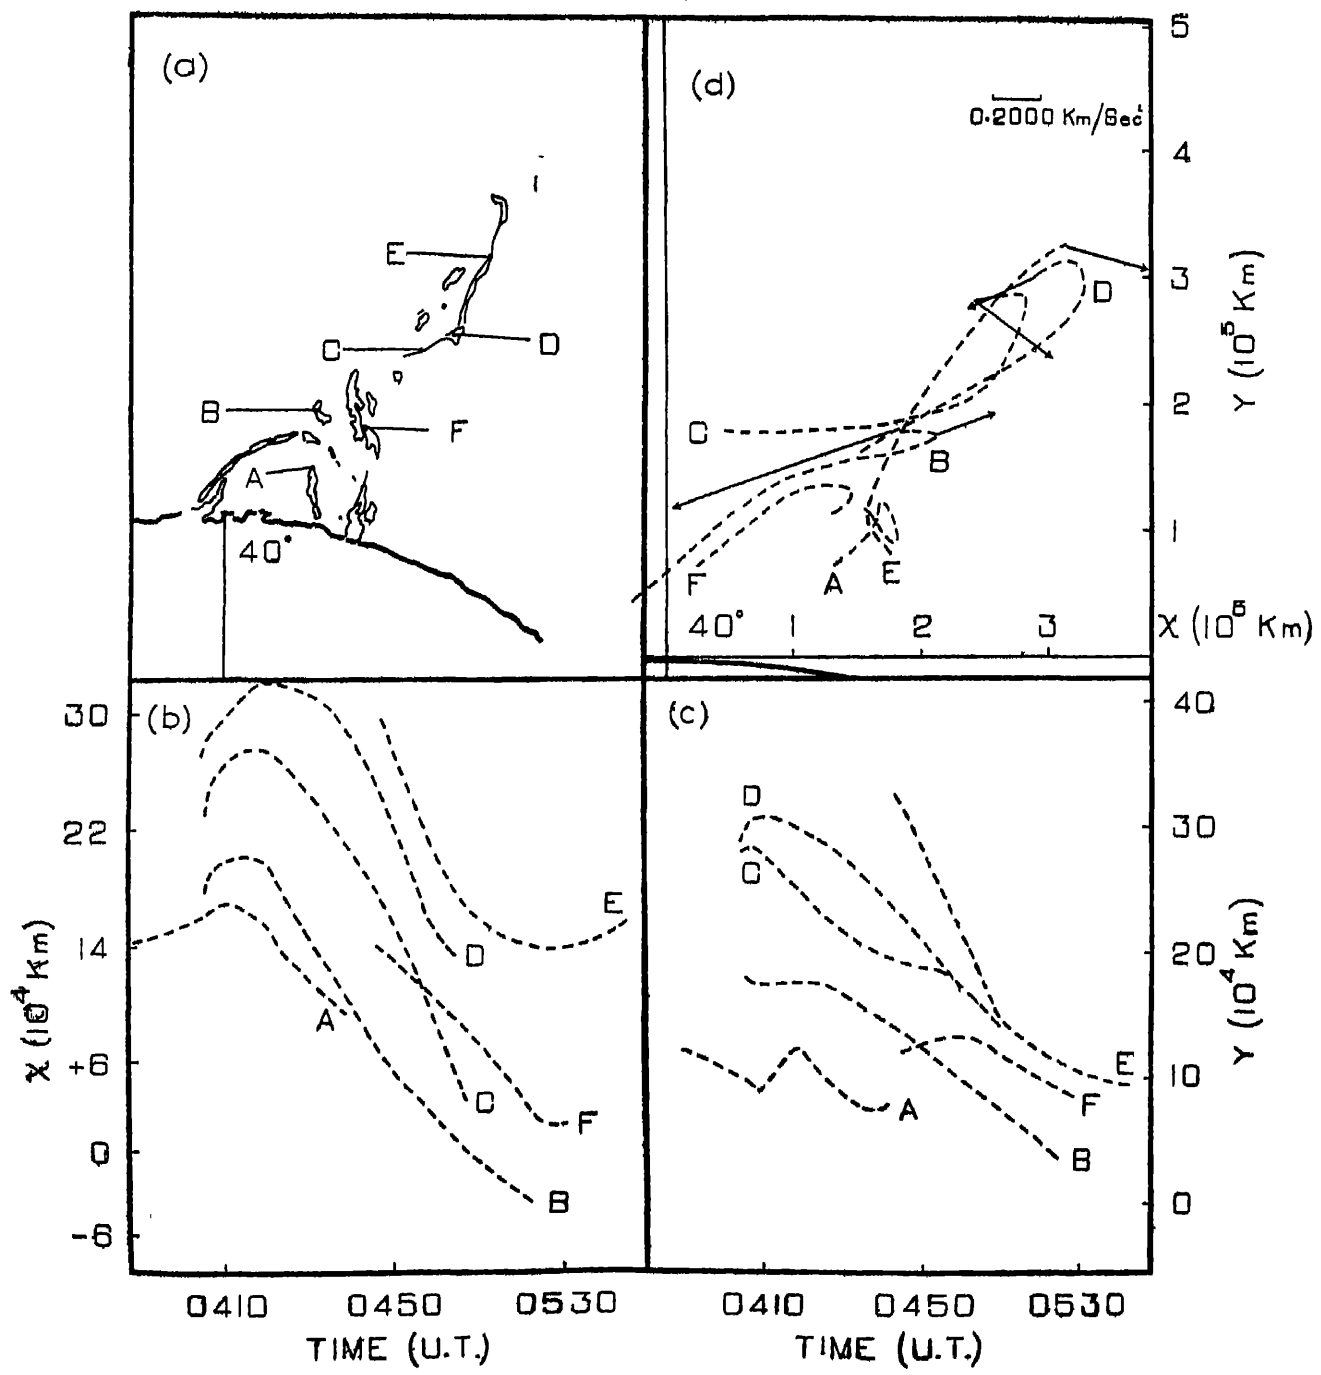 (a)
E
C
D
B
F
A
40°
(d)
0.2000 Km/Sec
5
4
3
2
1
Y (10⁵ Km)
D
C
B
F
A
E
40° 1 2 3 X (10⁵ Km)
(b)
30
22
14
+6
0
-6
X (10⁴ Km)
E
D
A
C
F
B
0410 0450 0530
TIME (U.T.)
(c)
40
30
20
10
0
Y (10⁴ Km)
D
C
E
A
F
B
0410 0450 0530
TIME (U.T.)